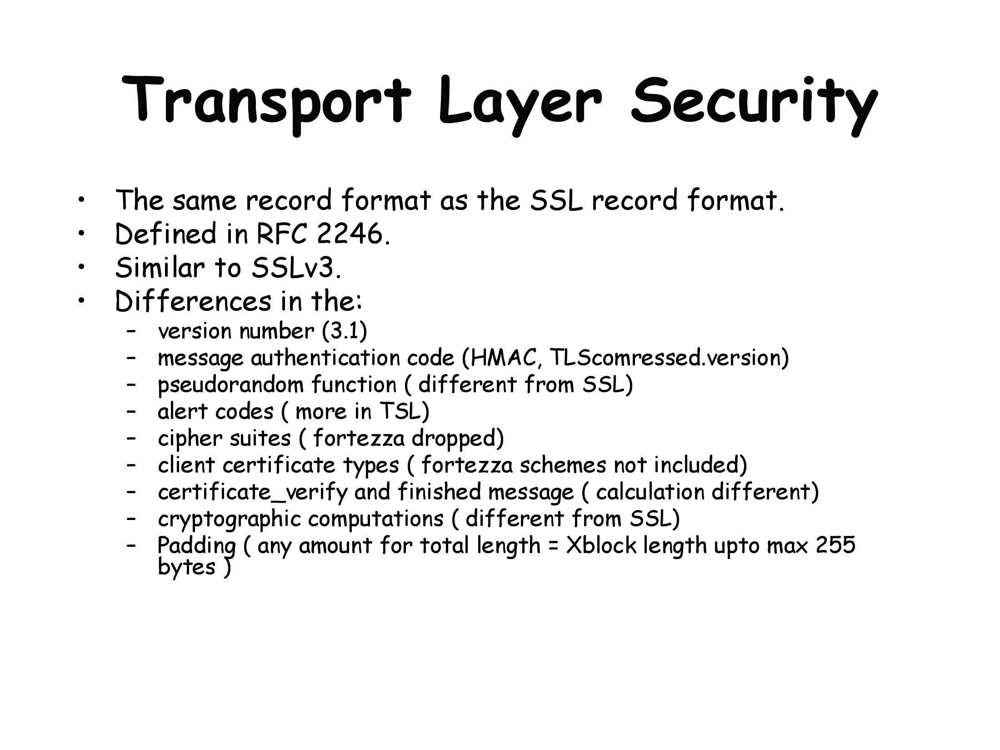 Transport Layer Security
• The same record format as the SSL record format.
• Defined in RFC 2246.
• Similar to SSLv3.
• Differences in the:
– version number (3.1)
– message authentication code (HMAC, TLScomressed.version)
– pseudorandom function ( different from SSL)
– alert codes ( more in TSL)
– cipher suites ( fortezza dropped)
– client certificate types ( fortezza schemes not included)
– certificate_verify and finished message ( calculation different)
– cryptographic computations ( different from SSL)
– Padding ( any amount for total length = Xblock length upto max 255
bytes )